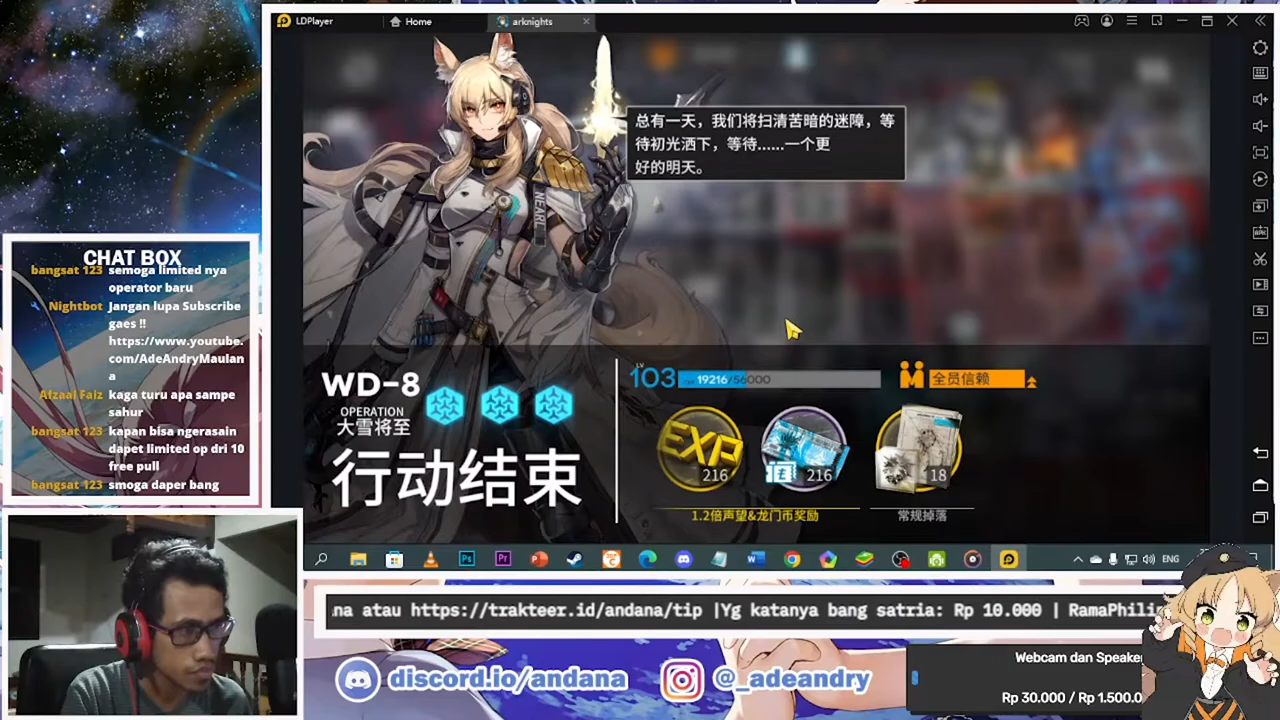 LDPlayer
Home
arknights
总有一天，我们将扫清苦暗的迷障，等
待初光洒下，等待......一个更
好的明天。
NEARL
CHAT BOX
bangsat 123 semoga limited nya
operator baru
Nightbot Jangan lupa Subscribe
gaes !!
https://www.youtube.
com/AdeAndryMaulan
a
Afzaal Faiz kaga turu apa sampe
sahur
bangsat 123 kapan bisa ngerasain
dapet limited op dri 10
free pull
bangsat 123 smoga daper bang
WD-8
OPERATION
大雪将至
行动结束
LV
103
19216/56000
全员信赖
EXP
216
216
18
1.2倍声望&龙门币奖励
常规掉落
ENG
na atau https://trakteer.id/andana/tip |Yg katanya bang satria: Rp 10.000 | RamaPhili
discord.io/andana
@_adeandry
Webcam dan Speaker
Rp 30.000 / Rp 1.500.0